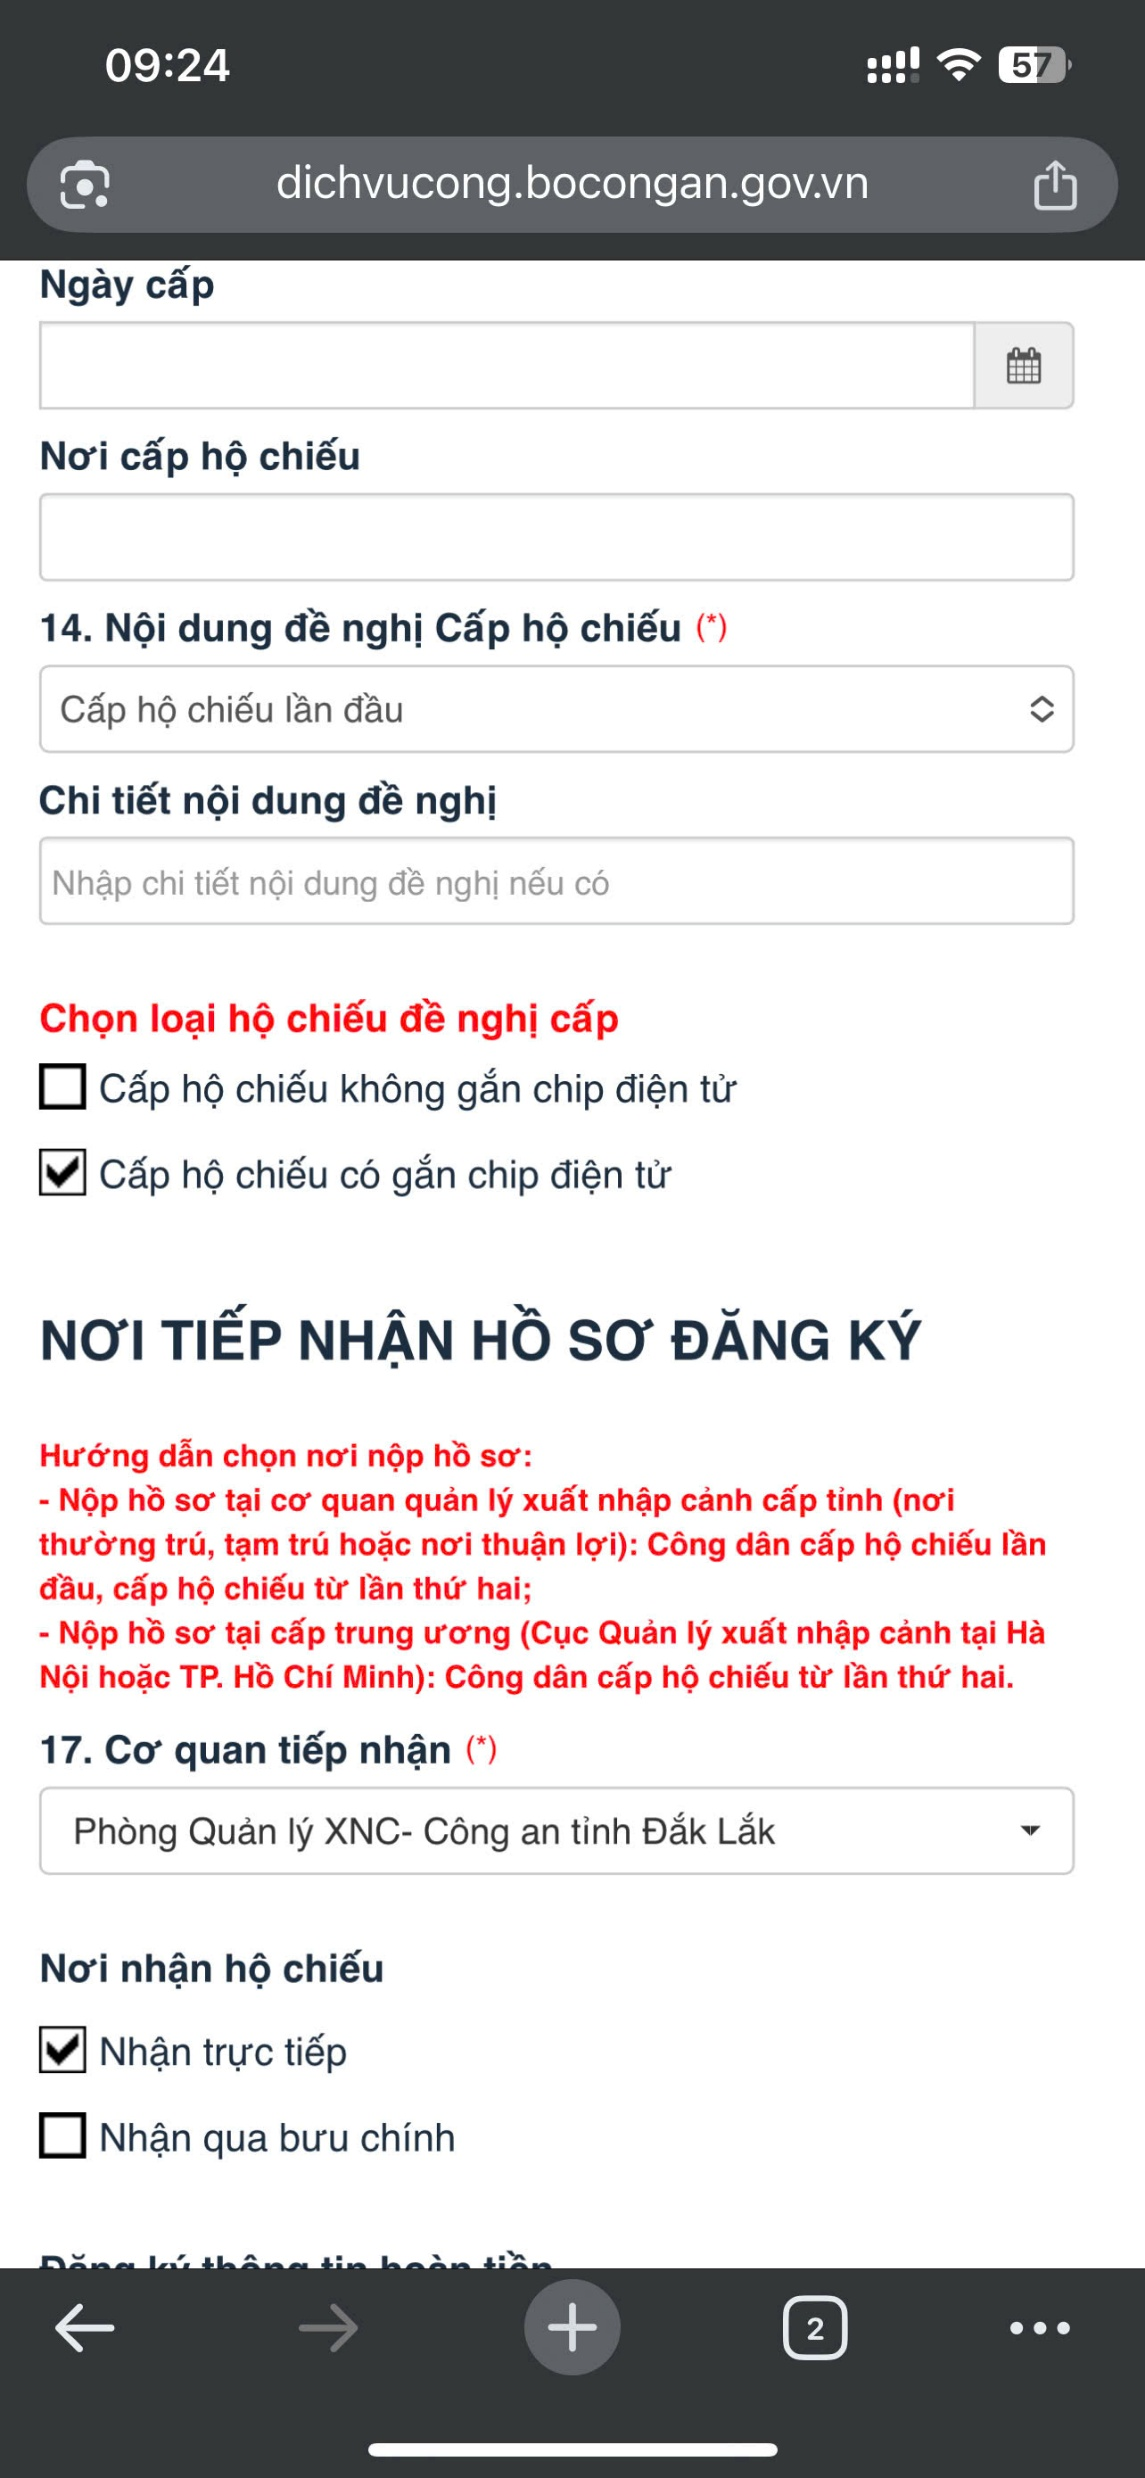 09:24
57
dichvucong.bocongan.gov.vn
Ngày cấp
Nơi cấp hộ chiếu
14. Nội dung đề nghị Cấp hộ chiếu (*)
Cấp hộ chiếu lần đầu
Chi tiết nội dung đề nghị
Nhập chi tiết nội dung đề nghị nếu có
Chọn loại hộ chiếu đề nghị cấp
Cấp hộ chiếu không gắn chip điện tử
Cấp hộ chiếu có gắn chip điện tử
NƠI TIẾP NHẬN HỒ SƠ ĐĂNG KÝ
Hướng dẫn chọn nơi nộp hồ sơ:
- Nộp hồ sơ tại cơ quan quản lý xuất nhập cảnh cấp tỉnh (nơi
thường trú, tạm trú hoặc nơi thuận lợi): Công dân cấp hộ chiếu lần
đầu, cấp hộ chiếu từ lần thứ hai;
- Nộp hồ sơ tại cấp trung ương (Cục Quản lý xuất nhập cảnh tại Hà
Nội hoặc TP. Hồ Chí Minh): Công dân cấp hộ chiếu từ lần thứ hai.
17. Cơ quan tiếp nhận (*)
Phòng Quản lý XNC- Công an tỉnh Đắk Lắk
Nơi nhận hộ chiếu
Nhận trực tiếp
Nhận qua bưu chính
Đăng ký thông tin hoàn tiền
2